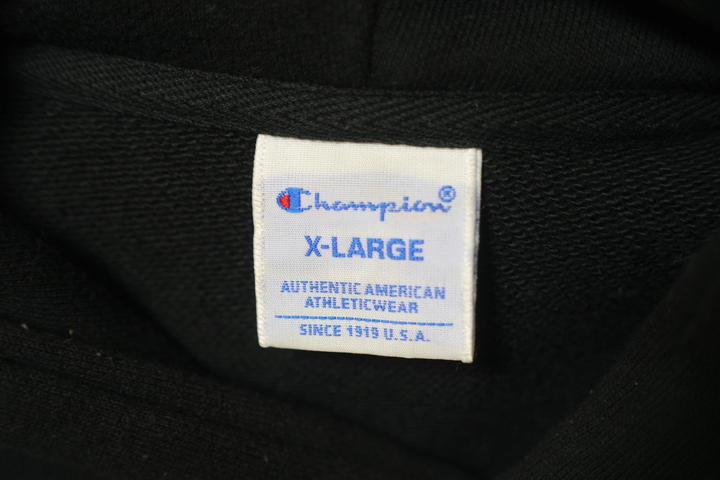 Champion®
X-LARGE
AUTHENTIC AMERICAN
ATHLETICWEAR
SINCE 1919 U.S.A.